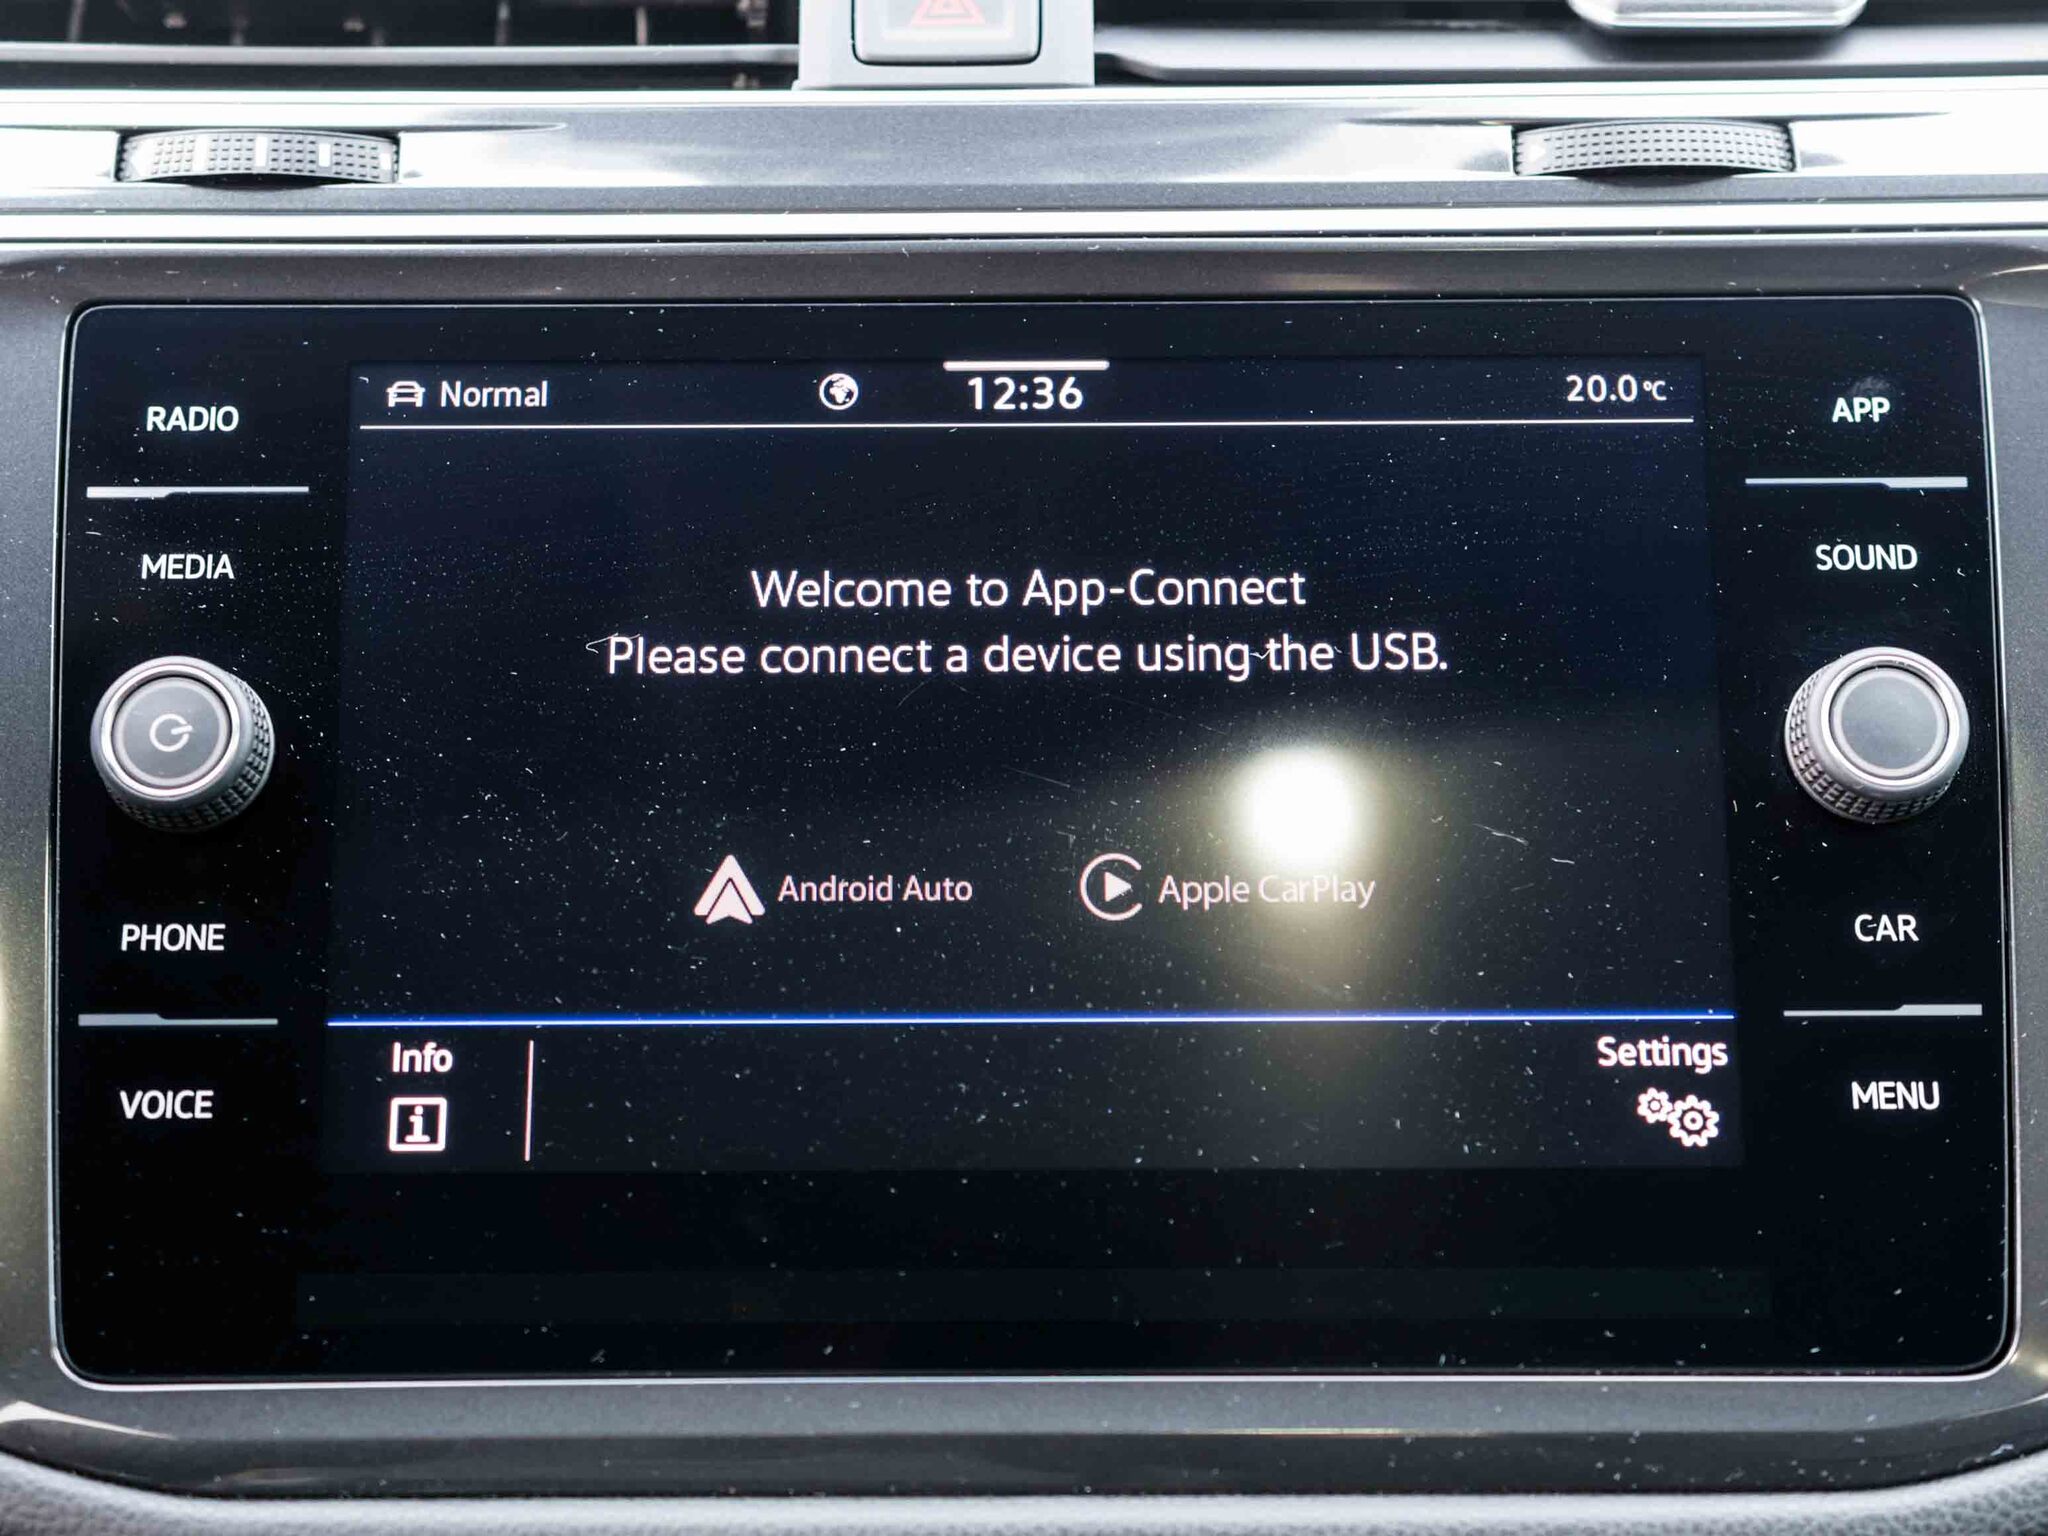 Normal 12:36 20.0°C
RADIO
MEDIA
PHONE
VOICE
Welcome to App-Connect
Please connect a device using the USB.
Android Auto
Apple CarPlay
Info
Settings
APP
SOUND
CAR
MENU